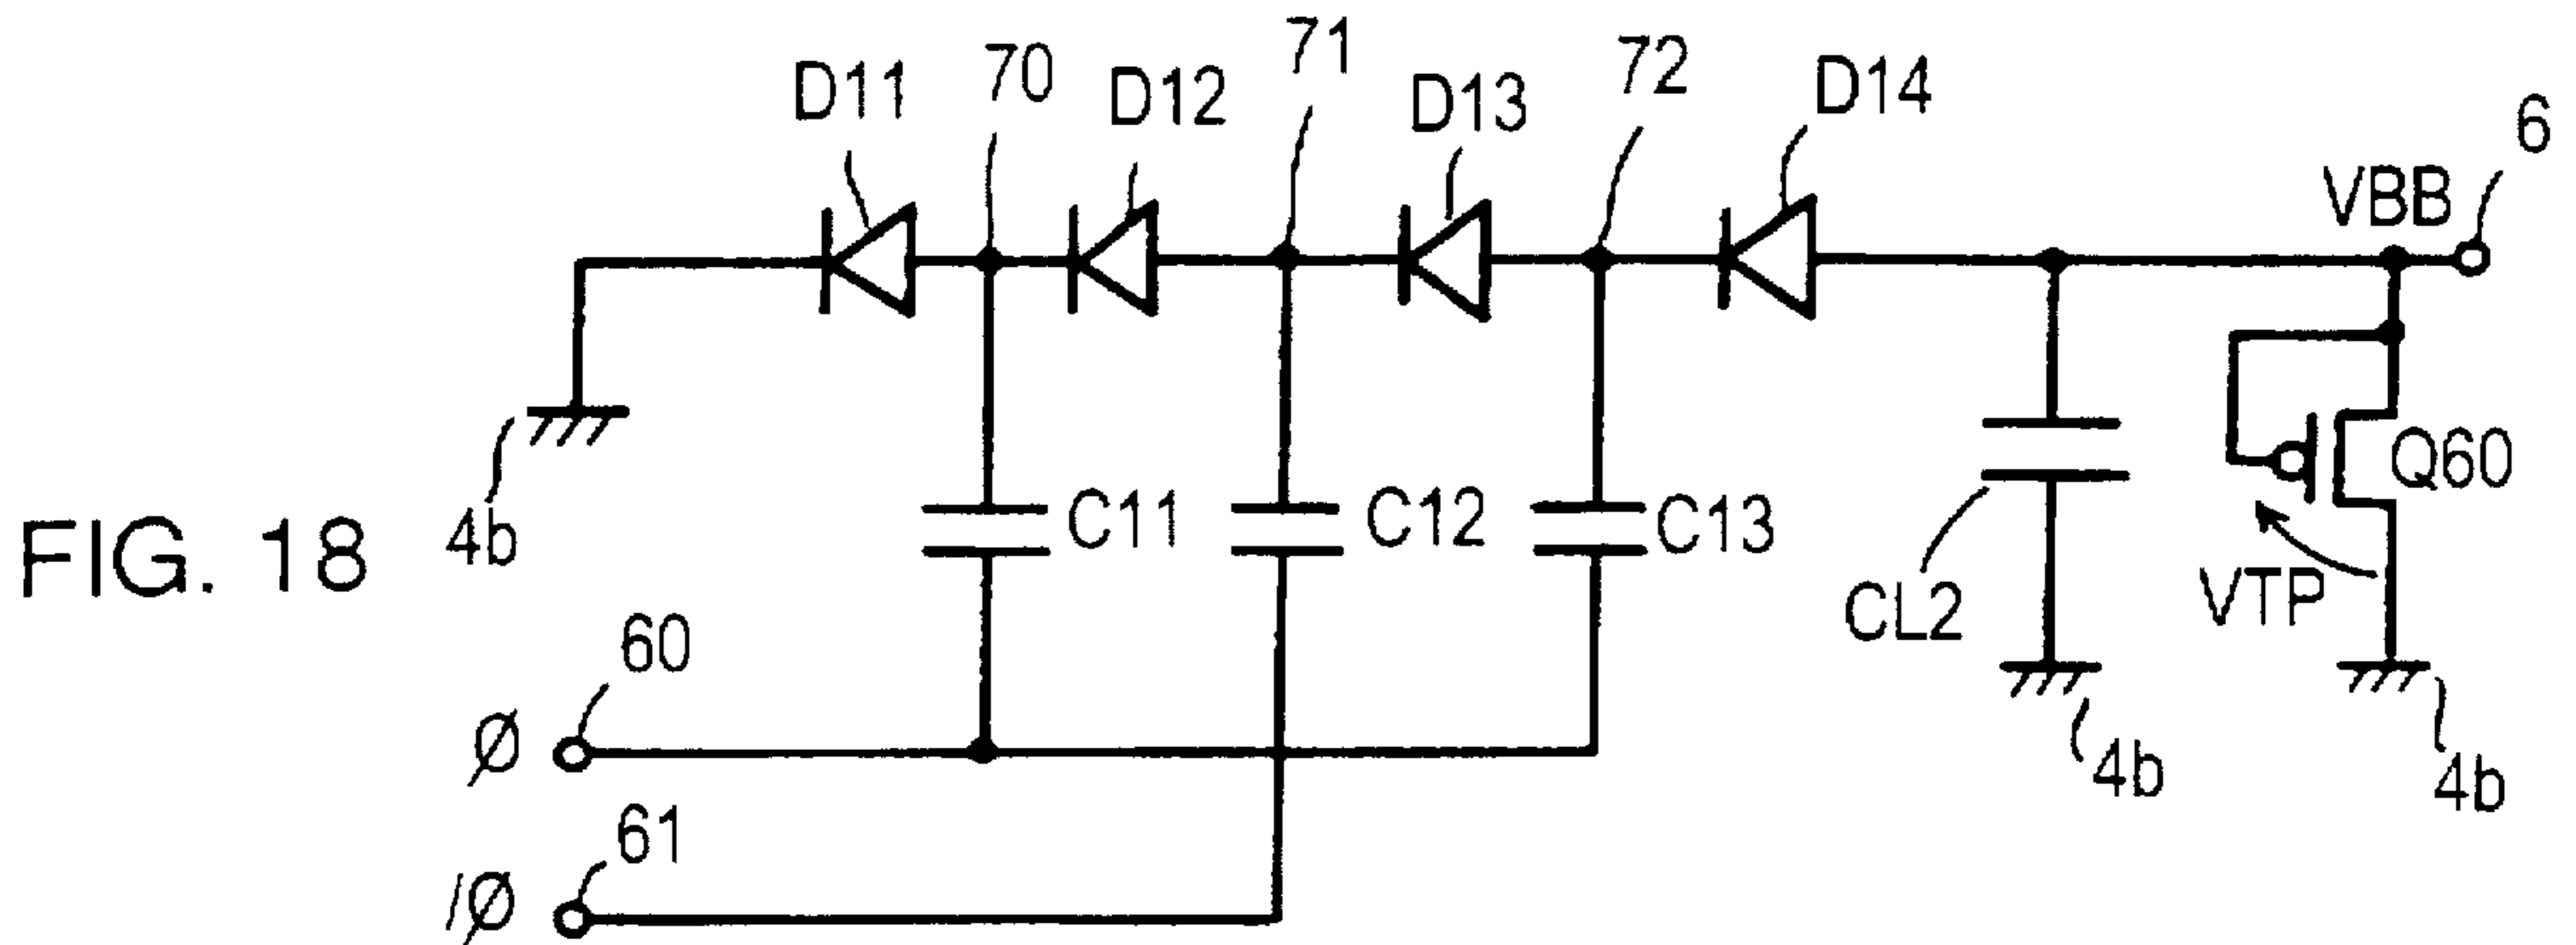 D11
70
D12
71
D13
72
D14
VBB
6
4b
C11
C12
C13
CL2
Q60
VTP
4b
4b
FIG. 18
Ø
60
/Ø
61